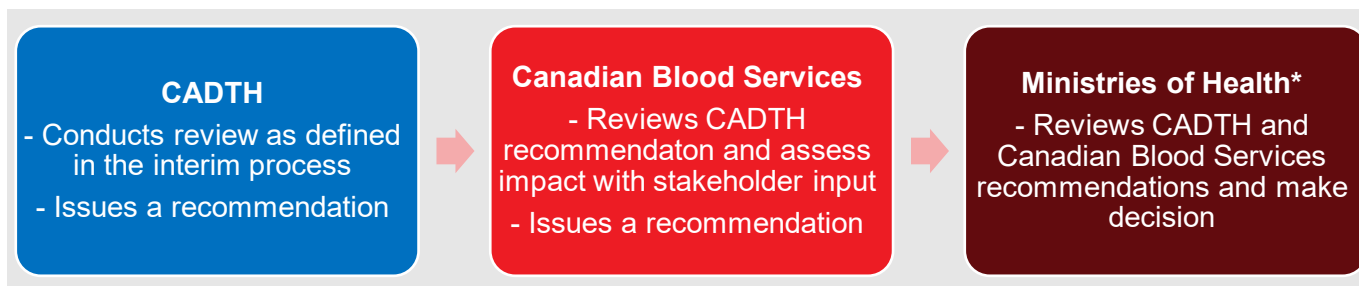 CADTH
- Conducts review as defined
in the interim process
- Issues a recommendation
Canadian Blood Services
- Reviews CADTH
recommendaton and assess
impact with stakeholder input
- Issues a recommendation
Ministries of Health*
- Reviews CADTH and
Canadian Blood Services
recommendations and make
decision